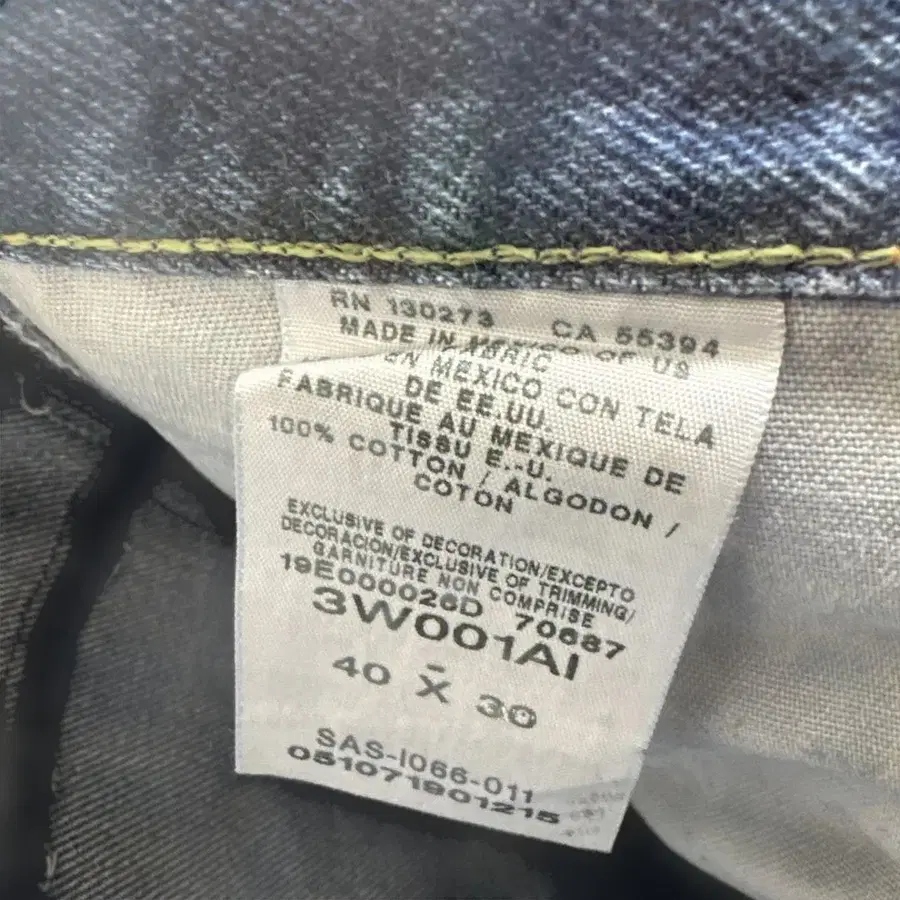 RN 130273 CA 55394
MADE IN OF US
EN MEXICO CON TELA
DE EE.UU.
FABRIQUE AU MEXIQUE DE
TISSU E.-U.
100% COTTON / ALGODON /
COTON
EXCLUSIVE OF DECORATION/EXCEPTO
DECORACION/EXCLUSIVE OF TRIMMING/
GARNITURE NON COMPRISE
19E000026D 70687
3W001AI
-
40 X 30
SAS-I066-011
051071901215